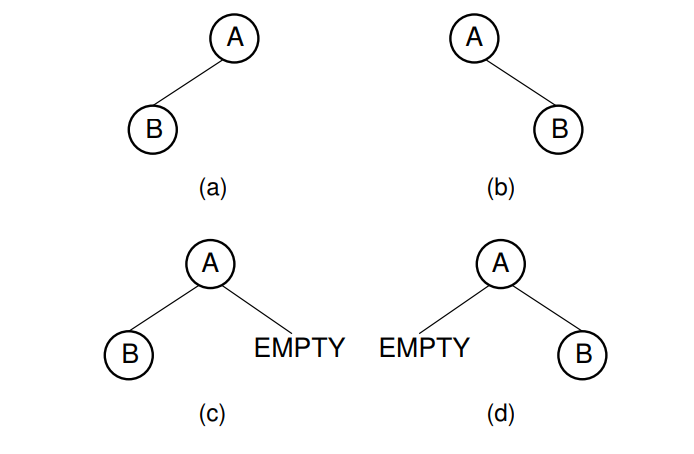 A A
B B
(a) (b)
A A
B EMPTY EMPTY B
(c) (d)